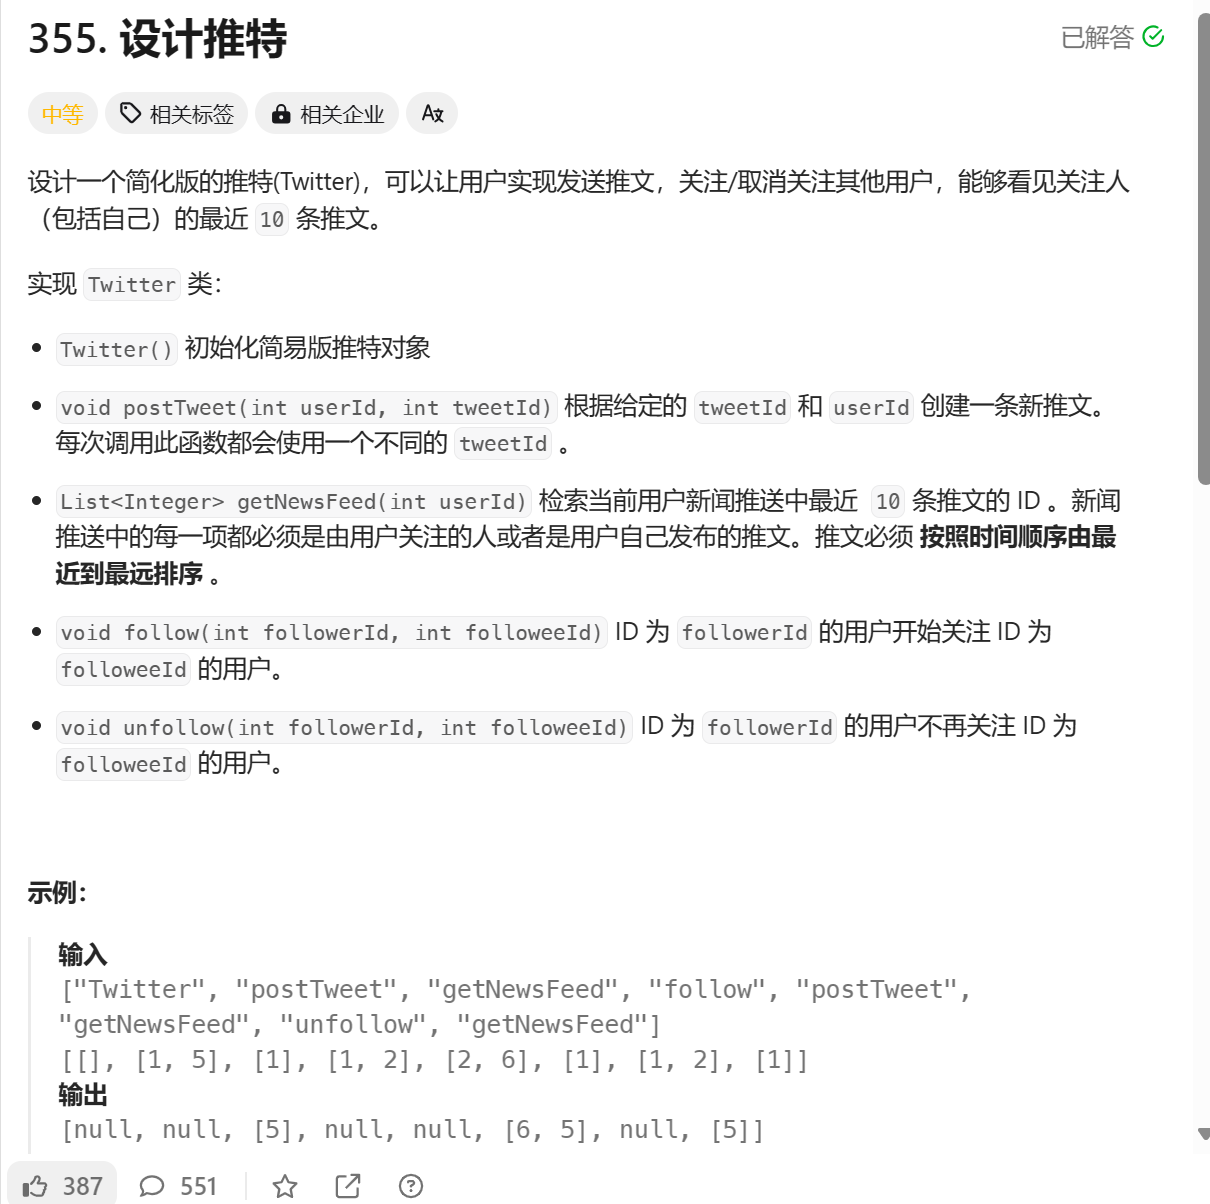 355. 设计推特
已解答
中等 相关标签 相关企业 A文
设计一个简化版的推特(Twitter)，可以让用户实现发送推文，关注/取消关注其他用户，能够看见关注人
（包括自己）的最近 10 条推文。
实现 Twitter 类：
Twitter() 初始化简易版推特对象
void postTweet(int userId, int tweetId) 根据给定的 tweetId 和 userId 创建一条新推文。
每次调用此函数都会使用一个不同的 tweetId 。
List<Integer> getNewsFeed(int userId) 检索当前用户新闻推送中最近 10 条推文的 ID 。新闻
推送中的每一项都必须是由用户关注的人或者是用户自己发布的推文。推文必须 按照时间顺序由最
近到最远排序 。
void follow(int followerId, int followeeId) ID 为 followerId 的用户开始关注 ID 为
followeeId 的用户。
void unfollow(int followerId, int followeeId) ID 为 followerId 的用户不再关注 ID 为
followeeId 的用户。
示例：
输入
["Twitter", "postTweet", "getNewsFeed", "follow", "postTweet",
"getNewsFeed", "unfollow", "getNewsFeed"]
[[], [1, 5], [1], [1, 2], [2, 6], [1], [1, 2], [1]]
输出
[null, null, [5], null, null, [6, 5], null, [5]]
387 551